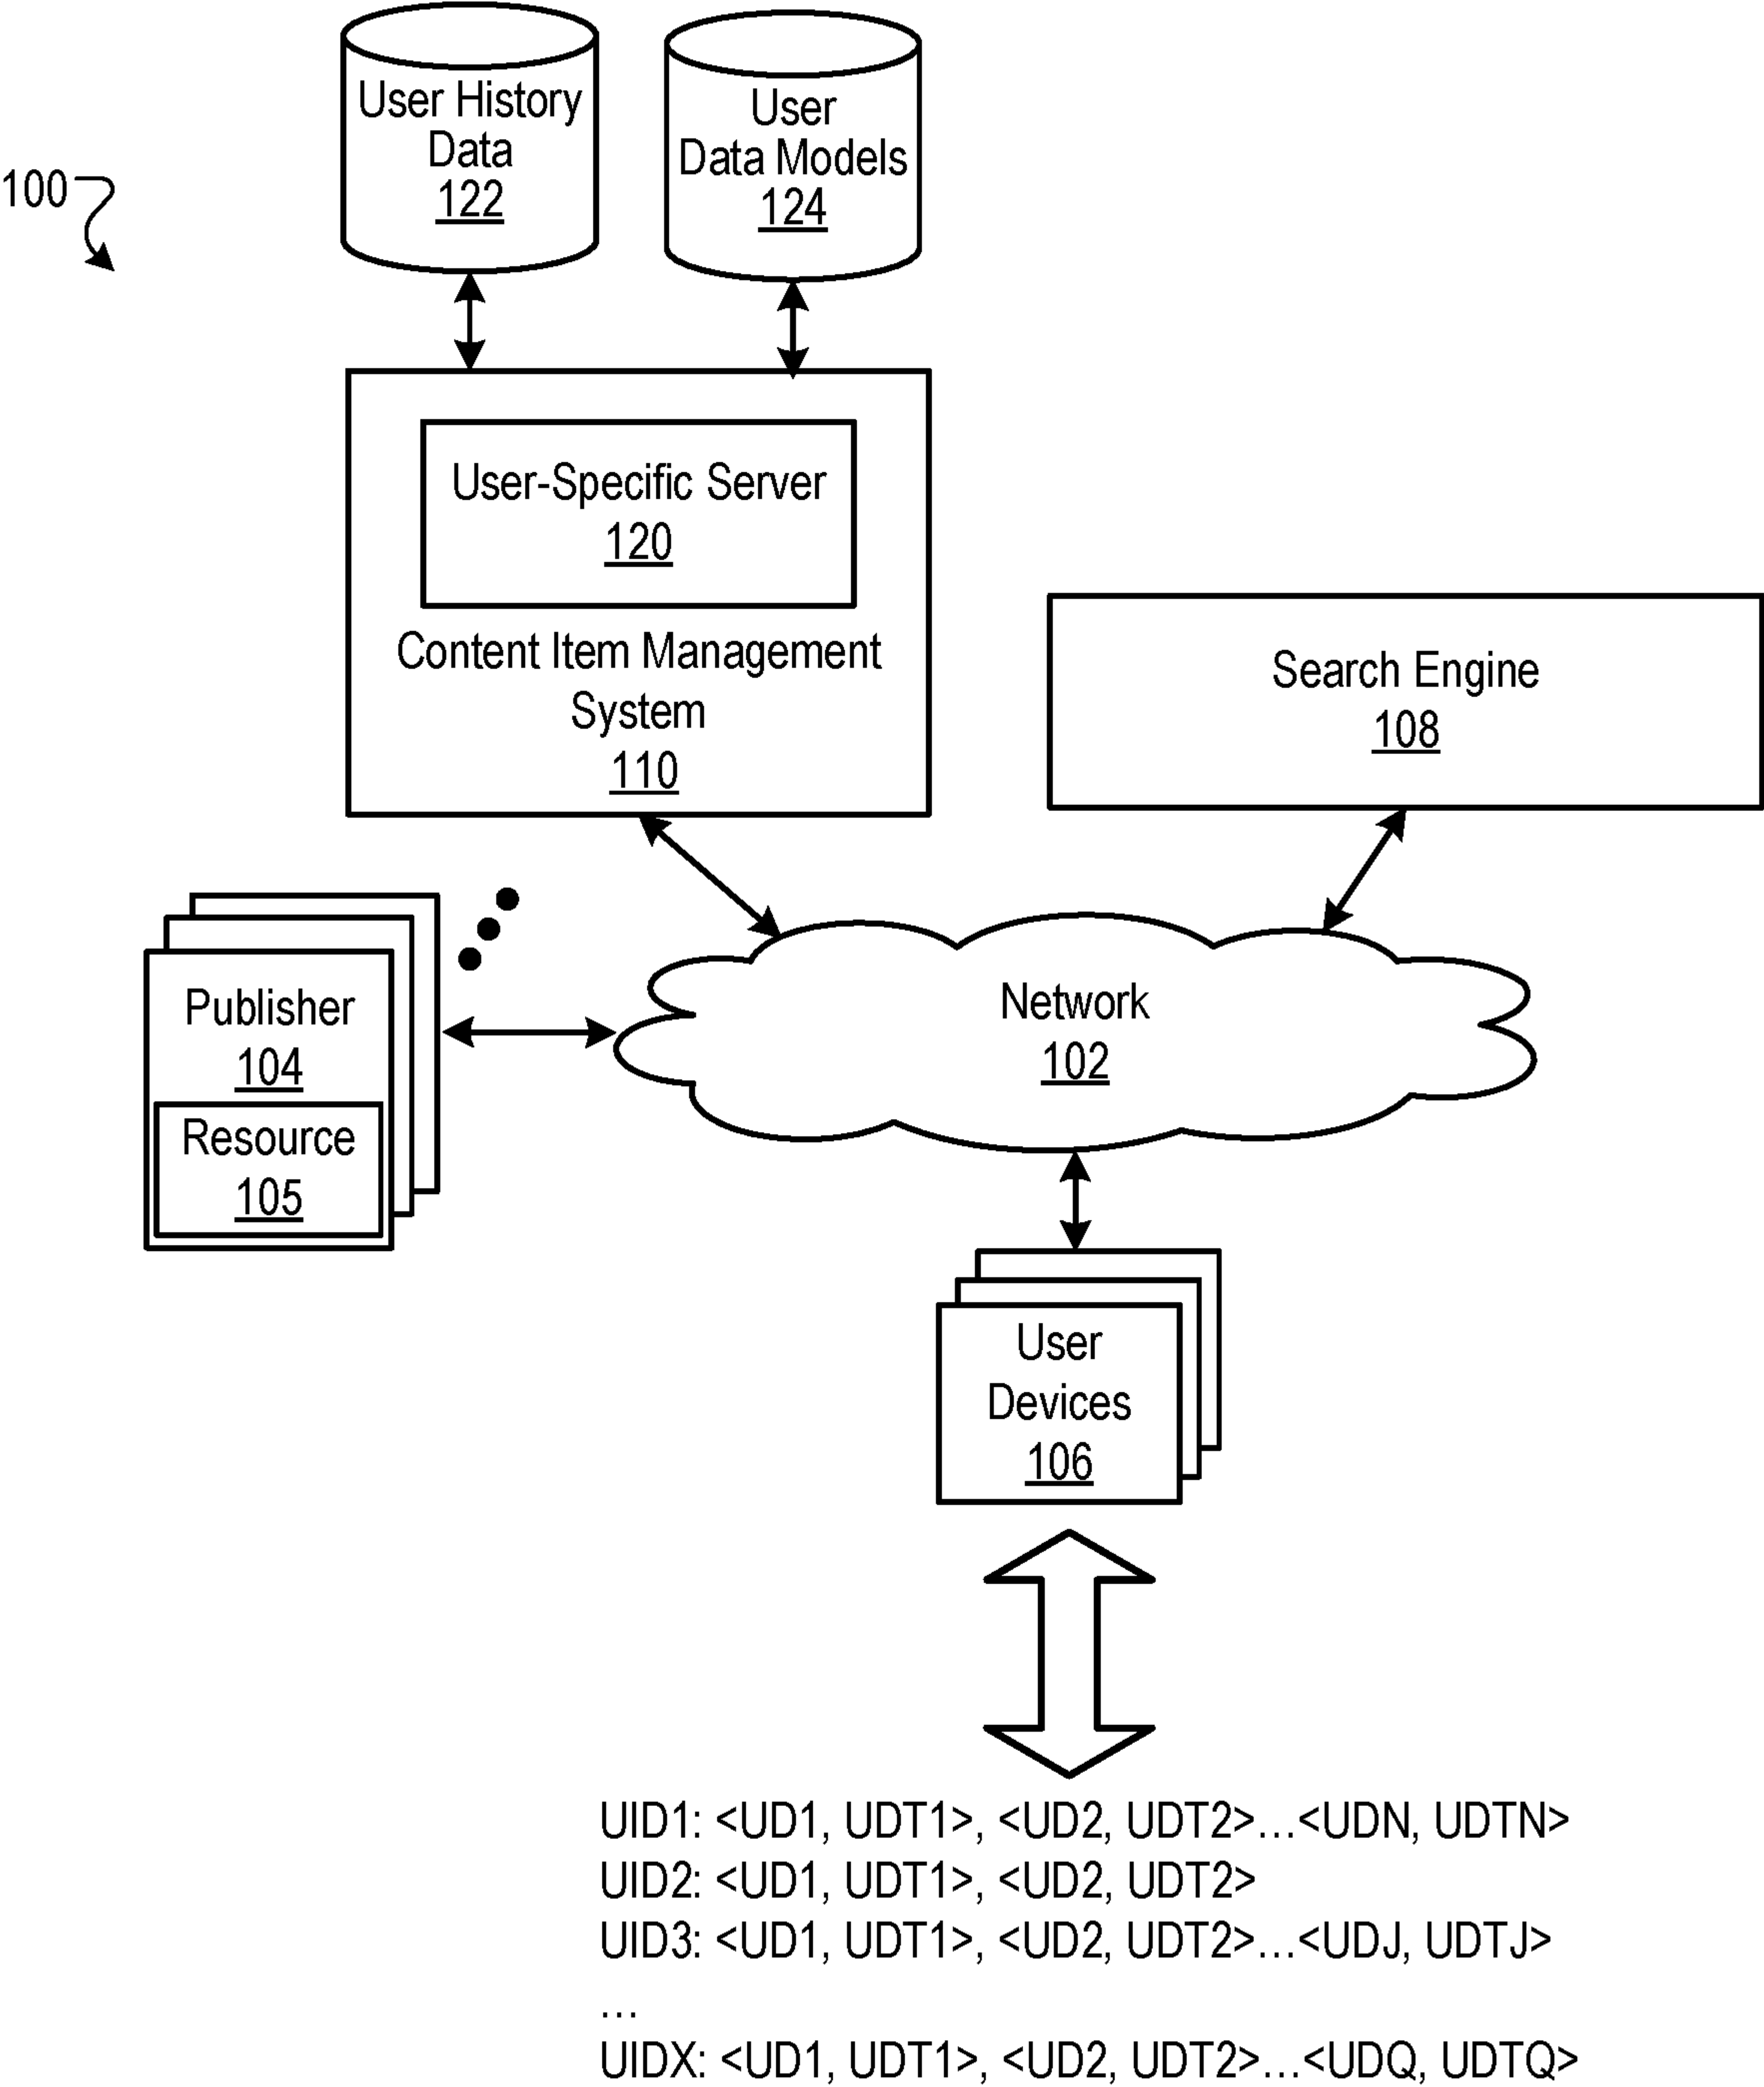 100
User History
Data
122
User
Data Models
124
User-Specific Server
120
Content Item Management
System
110
Search Engine
108
Publisher
104
Resource
105
Network
102
User
Devices
106
UID1: <UD1, UDT1>, <UD2, UDT2>…<UDN, UDTN>
UID2: <UD1, UDT1>, <UD2, UDT2>
UID3: <UD1, UDT1>, <UD2, UDT2>…<UDJ, UDTJ>
…
UIDX: <UD1, UDT1>, <UD2, UDT2>…<UDQ, UDTQ>